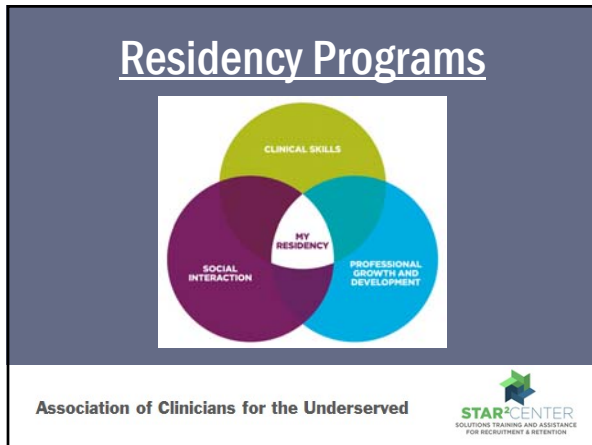 Residency Programs
CLINICAL SKILLS
MY
RESIDENCY
SOCIAL
INTERACTION
PROFESSIONAL
GROWTH AND
DEVELOPMENT
Association of Clinicians for the Underserved
STAR²CENTER
SOLUTIONS TRAINING AND ASSISTANCE
FOR RECRUITMENT & RETENTION